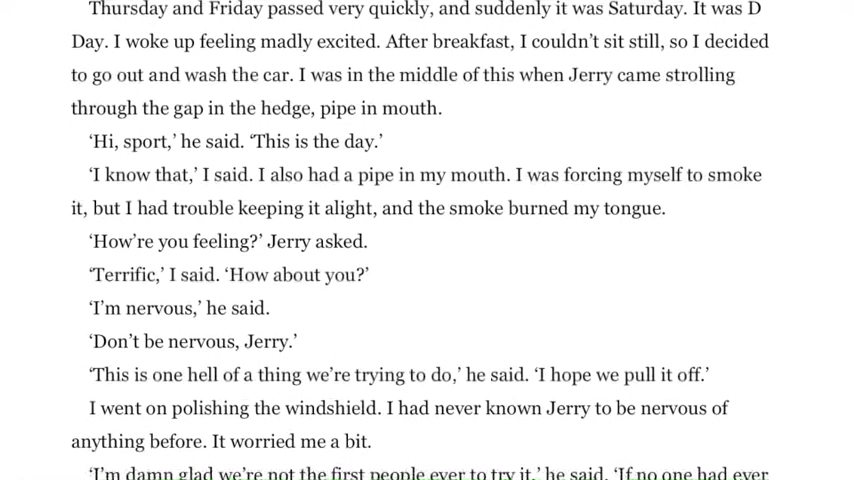 Thursday and Friday passed very quickly, and suddenly it was Saturday. It was D
Day. I woke up feeling madly excited. After breakfast, I couldn’t sit still, so I decided
to go out and wash the car. I was in the middle of this when Jerry came strolling
through the gap in the hedge, pipe in mouth.
‘Hi, sport,’ he said. ‘This is the day.’
‘I know that,’ I said. I also had a pipe in my mouth. I was forcing myself to smoke
it, but I had trouble keeping it alight, and the smoke burned my tongue.
‘How’re you feeling?’ Jerry asked.
‘Terrific,’ I said. ‘How about you?’
‘I’m nervous,’ he said.
‘Don’t be nervous, Jerry.’
‘This is one hell of a thing we’re trying to do,’ he said. ‘I hope we pull it off.’
I went on polishing the windshield. I had never known Jerry to be nervous of
anything before. It worried me a bit.
‘I’m damn glad we’re not the first people ever to try it,’ he said. ‘If no one had ever